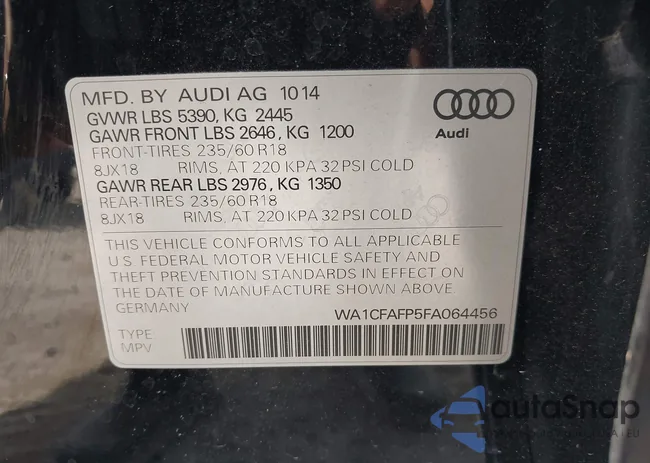 MFD. BY AUDI AG 10 14
GVWR LBS 5390, KG 2445
GAWR FRONT LBS 2646, KG 1200
FRONT-TIRES 235/60 R18
8JX18 RIMS, AT 220 KPA 32 PSI COLD
GAWR REAR LBS 2976, KG 1350
REAR-TIRES 235/60 R18
8JX18 RIMS, AT 220 KPA 32 PSI COLD
Audi
THIS VEHICLE CONFORMS TO ALL APPLICABLE
U.S. FEDERAL MOTOR VEHICLE SAFETY AND
THEFT PREVENTION STANDARDS IN EFFECT ON
THE DATE OF MANUFACTURE SHOWN ABOVE
GERMANY
WA1CFAFP5FA064456
TYPE
MPV
autoSnap